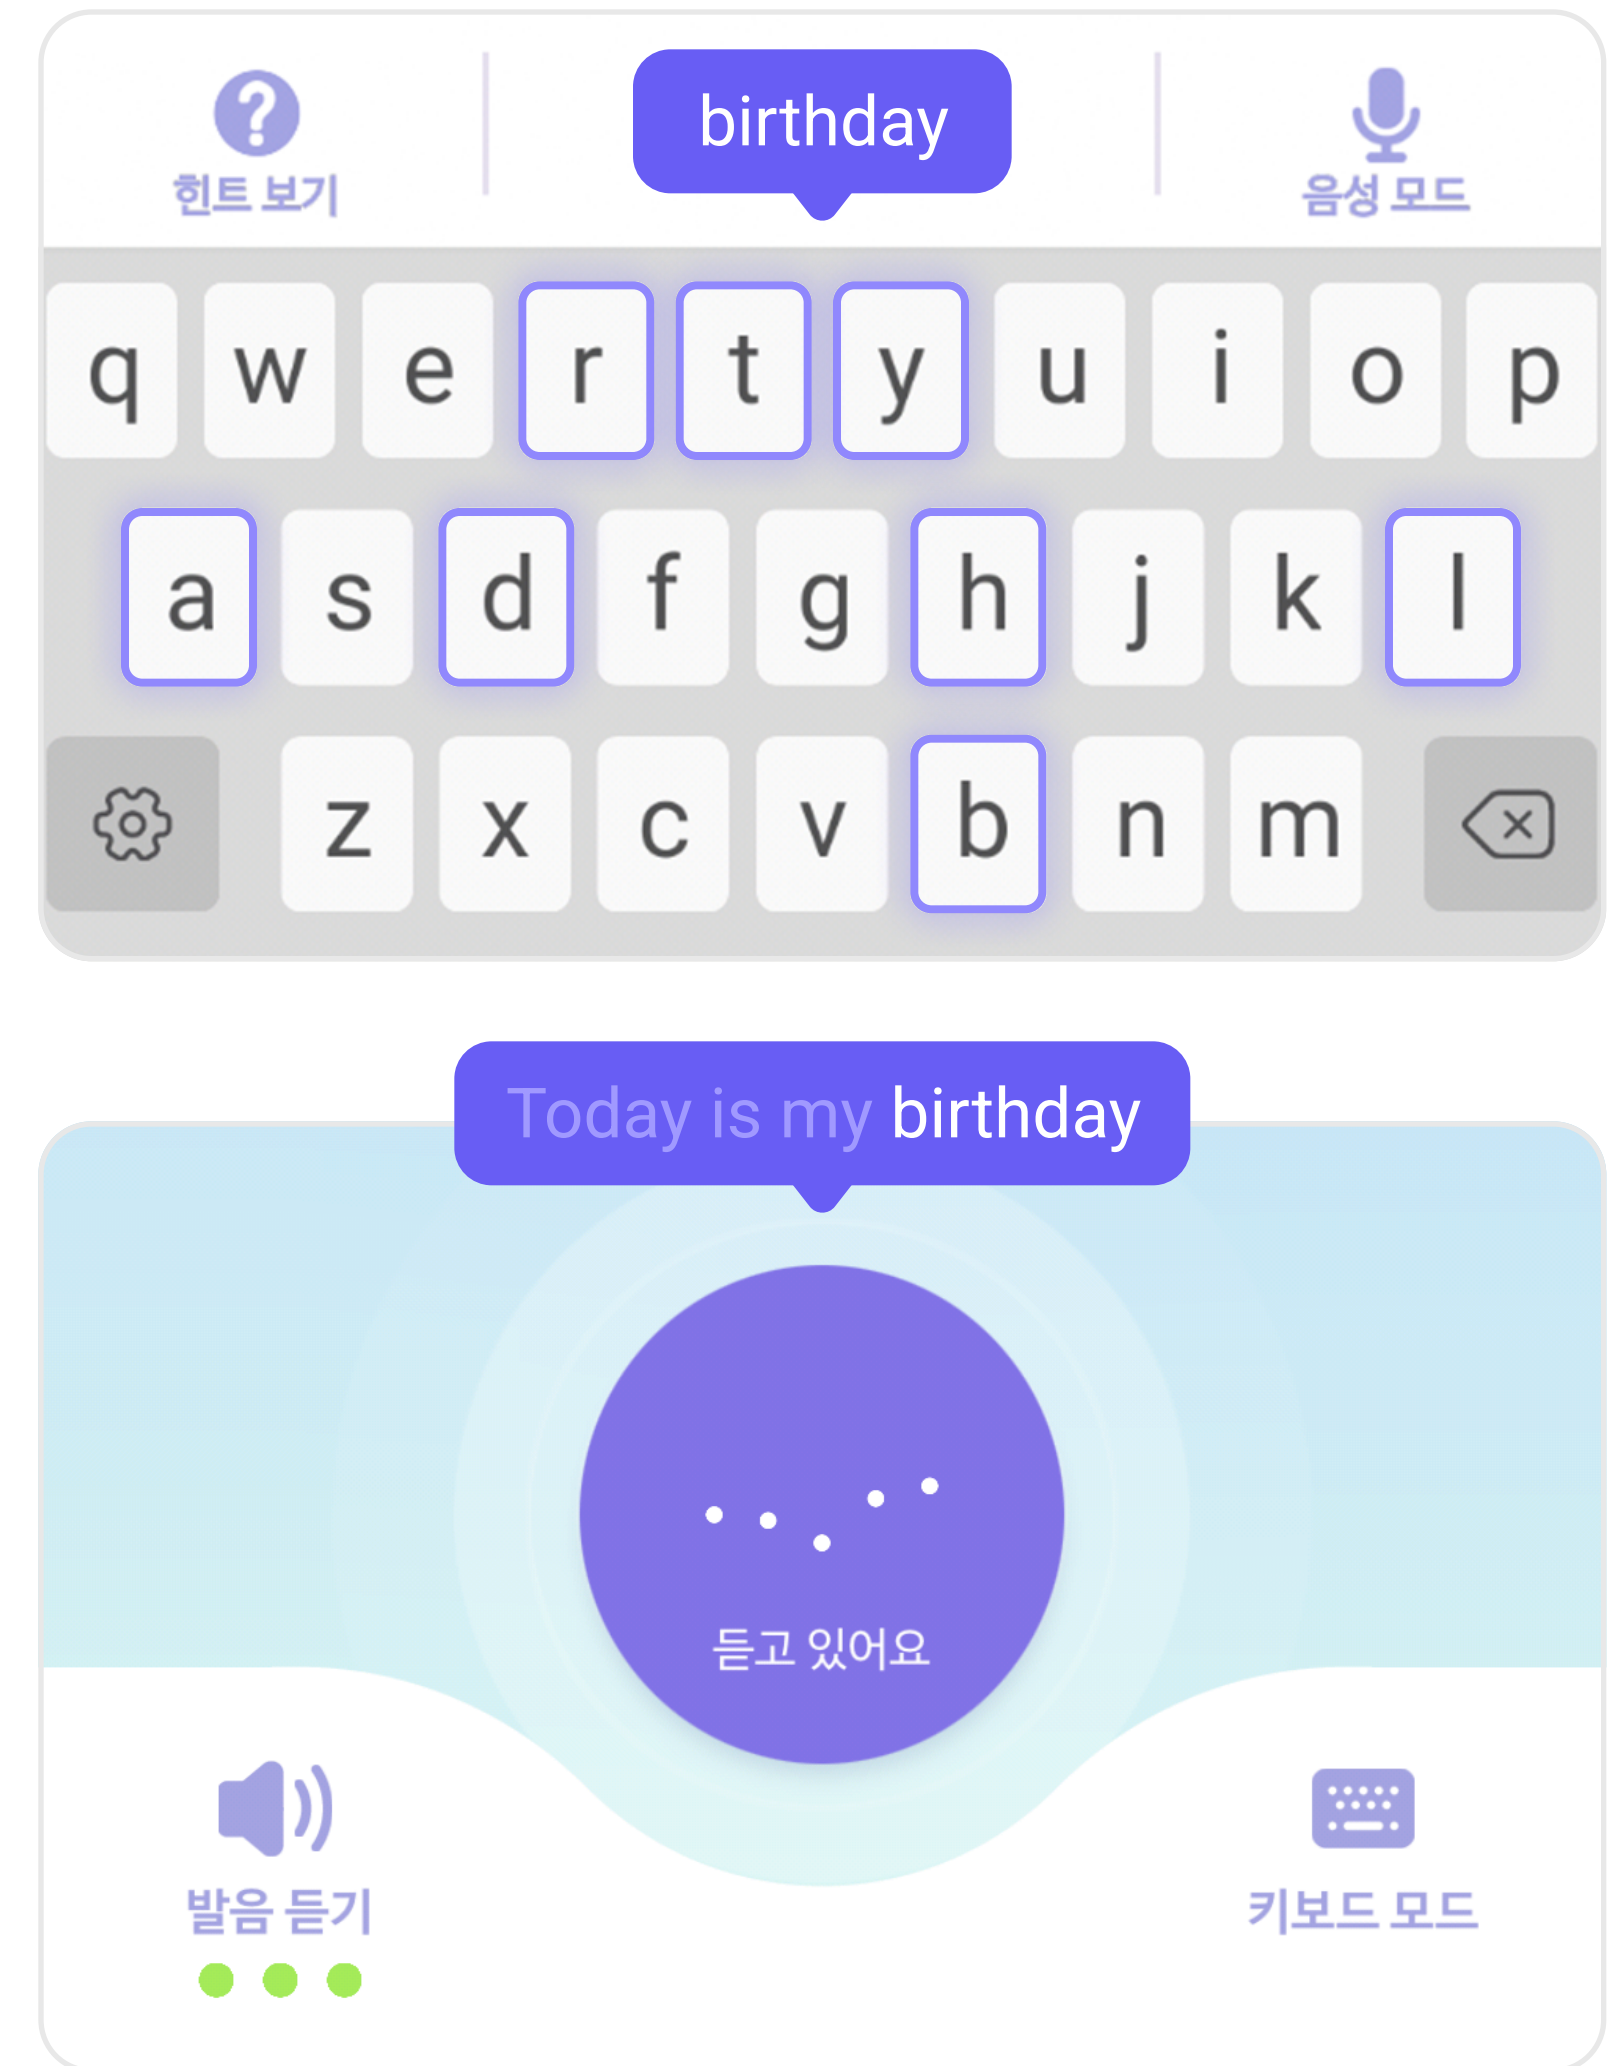 힌트 보기
birthday
음성 모드
q w e r t y u i o p
a s d f g h j k l
z x c v b n m
Today is my birthday
듣고 있어요
발음 듣기
키보드 모드